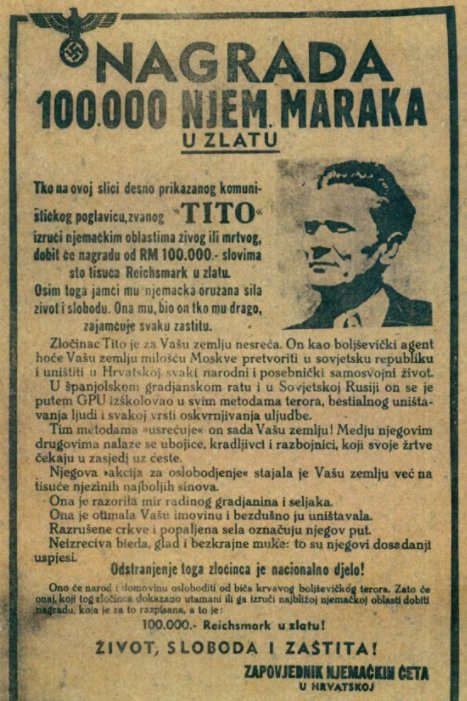 NAGRADA
100.000 NJEM. MARAKA
U ZLATU
Tko na ovoj slici desno prikazanog komuni-
stičkog poglavicu, zvanog "TITO"
izruči njemačkim oblastima živog ili mrtvog,
dobit će nagradu od RM 100.000.- slovima
sto tisuća Reichsmark u zlatu.
Osim toga jamči mu njemačka oružana sila
život i slobodu. Ona mu, bio on tko mu drago,
zajamčuje svaku zaštitu.
Zločinac Tito je za Vašu zemlju nesreća. On kao boljševički agent
hoće Vašu zemlju milošću Moskve pretvoriti u sovjetsku republiku
i uništiti u Hrvatskoj svaki narodni i posebnički samosvojni život.
U španjolskom gradjanskom ratu i u Sovjetskoj Rusiji on se je
putem GPU izškolovao u svim metodama terora, bestialnog uništa-
vanja ljudi i svakoj vrsti oskvrnjivanja uljudbe.
Tim metodama »usrećuje« on sada Vašu zemlju! Medju njegovim
drugovima nalaze se ubojice, kradljivci i razbojnici, koji svoje žrtve
čekaju u zasjedi uz ceste.
Njegova »akcija za oslobodjenje« stajala je Vašu zemlju već na
tisuće njezinih najboljih sinova.
Ona je razorila mir radinog gradjanina i seljaka.
Ona je otimala Vašu imovinu i bezdušno ju uništavala.
Razrušene crkve i popaljena sela označuju njegov put.
Neizreciva bieda, glad i bezkrajne muke: to su njegovi dosadanji
uspjesi.
Odstranjenje toga zločinca je nacionalno djelo!
Ono će narod i domovinu osloboditi od biča krvavog boljševičkog terora. Zato će
onaj, koji tog zločinca dokazano utamani ili ga izruči najbližoj njemačkoj oblasti dobiti
nagradu, koja je za to razpisana, a to je:
100.000.- Reichsmark u zlatu!
ŽIVOT, SLOBODA I ZAŠTITA!
ZAPOVJEDNIK NJEMAČKIH ČETA
U HRVATSKOJ